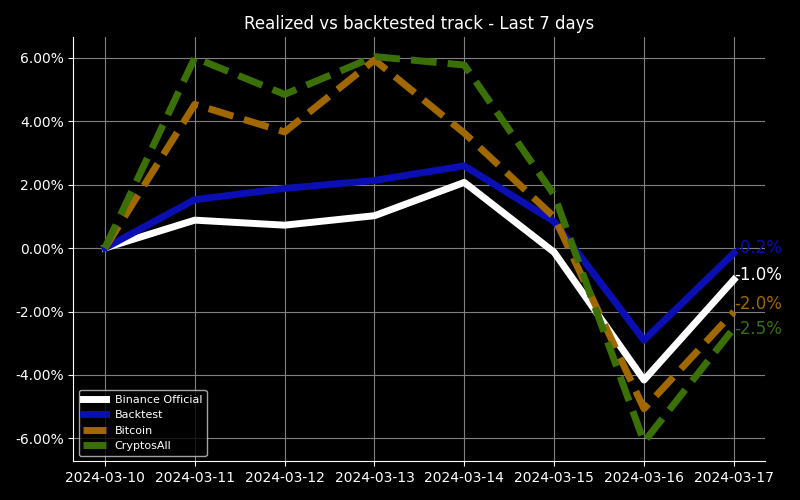 Realized vs backtested track - Last 7 days
6.00%
4.00%
2.00%
0.00%
-2.00%
-4.00%
-6.00%
-0.2%
-1.0%
-2.0%
-2.5%
Binance Official
Backtest
Bitcoin
CryptosAll
2024-03-10 2024-03-11 2024-03-12 2024-03-13 2024-03-14 2024-03-15 2024-03-16 2024-03-17